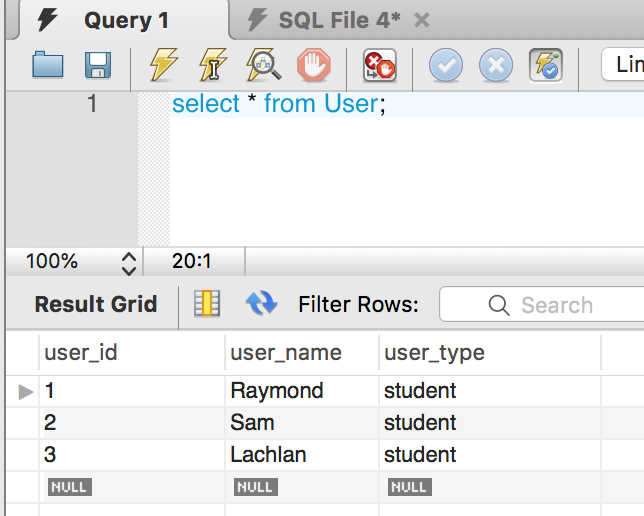 Query 1 SQL File 4*
Lim
1 select * from User;
100% 20:1
Result Grid Filter Rows: Search
user_id user_name user_type
1 Raymond student
2 Sam student
3 Lachlan student
NULL NULL NULL